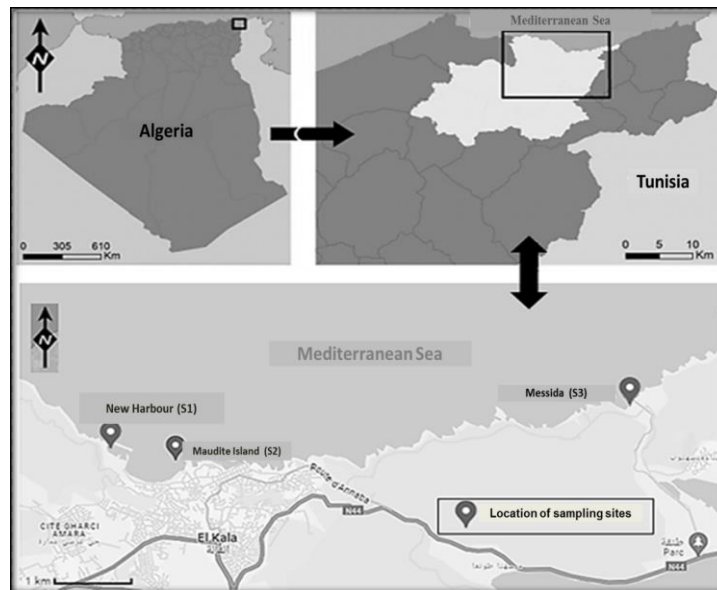 Mediterranean Sea
N
Algeria
Tunisia
0 305 610
Km
0 5 10
Km
N
Mediterranean Sea
Messida (S3)
New Harbour (S1)
Maudite Island (S2)
Route d'Annaba
Location of sampling sites
CITE GHARCI
AMARA
El Kala
القالة
N44
N44
Parc
N44
1 km